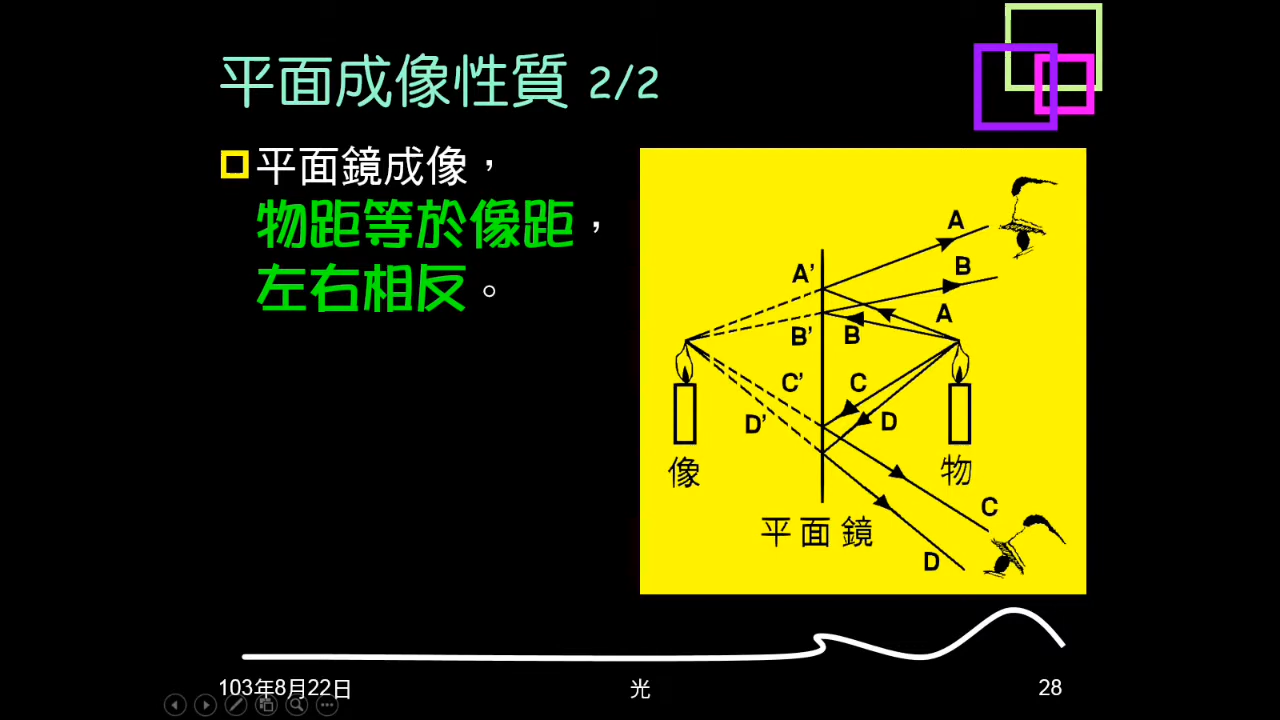 平面成像性質 2/2
平面鏡成像，
物距等於像距，
左右相反。
A
B
A'
A
B'
B
C'
C
D'
D
像
物
平面鏡
C
D
103年8月22日
光
28